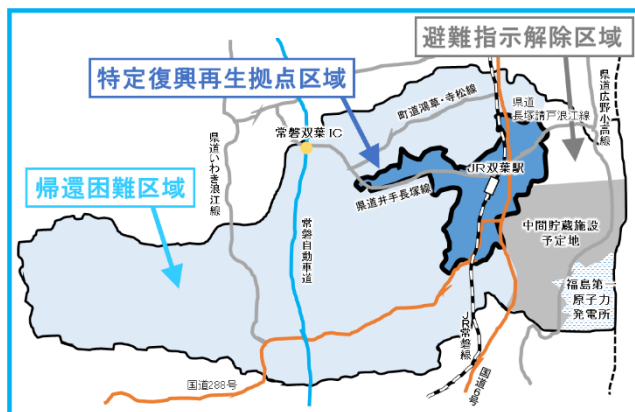 避難指示解除区域
特定復興再生拠点区域
町道鴻草・寺松線
県道
長塚請戸浪江線
県道広野小高線
常磐双葉 IC
県道いわき浪江線
JR双葉駅
帰還困難区域
県道井手長塚線
中間貯蔵施設
予定地
常磐自動車道
福島第一
原子力
発電所
JR常磐線
国道288号
国道6号